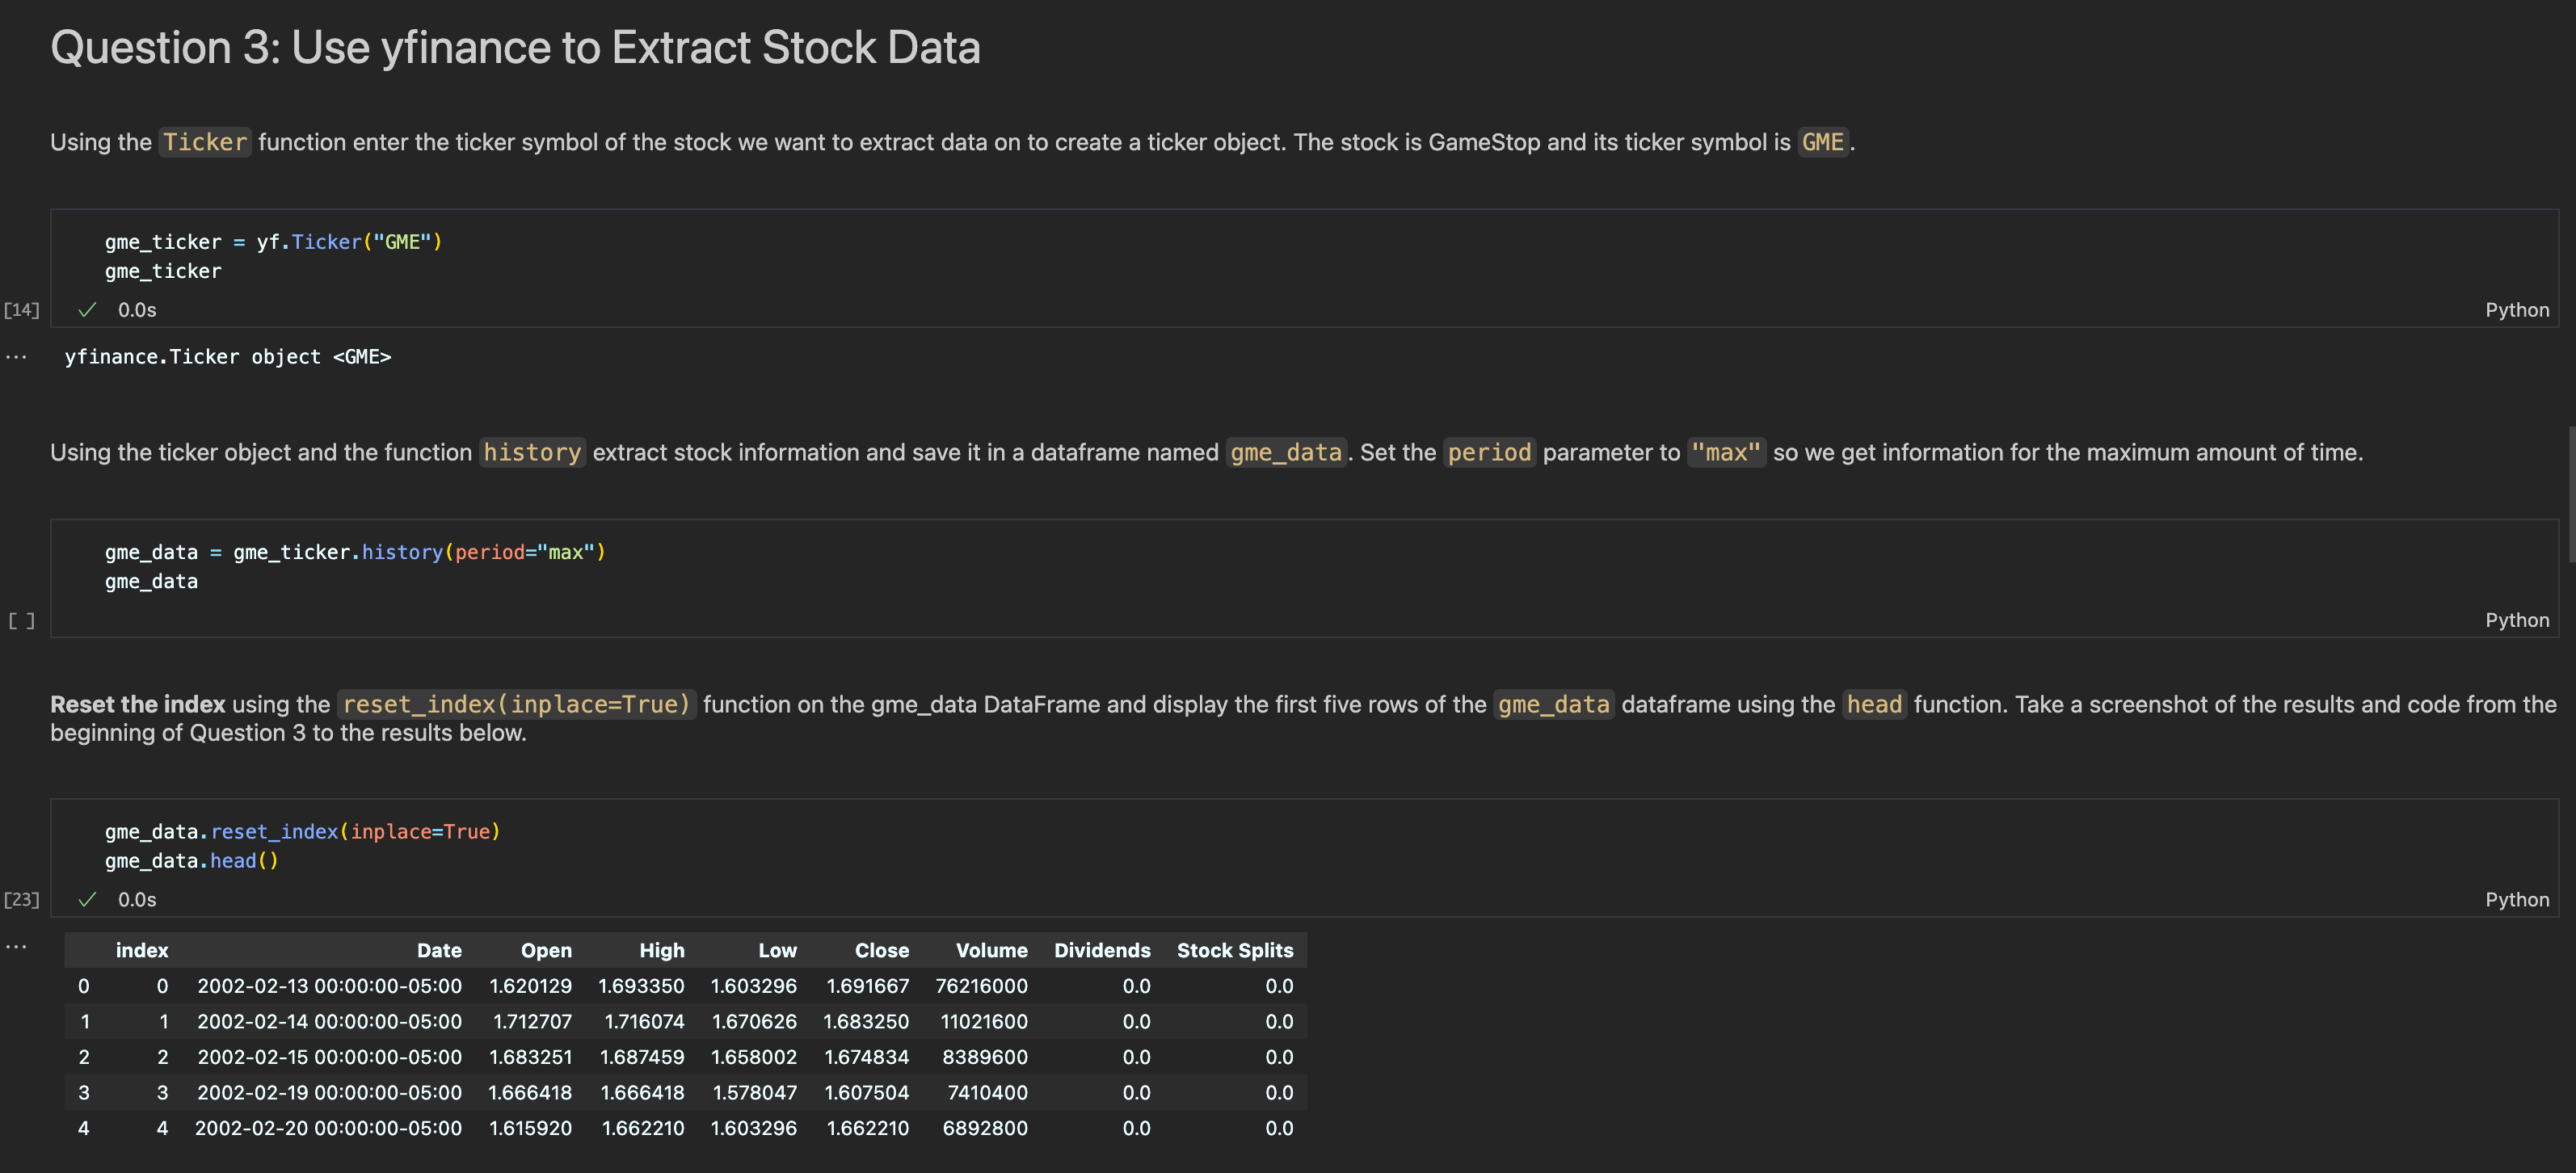 Question 3: Use yfinance to Extract Stock Data
Using the Ticker function enter the ticker symbol of the stock we want to extract data on to create a ticker object. The stock is GameStop and its ticker symbol is GME.
gme_ticker = yf.Ticker("GME")
gme_ticker
[14] ✓ 0.0s Python
... yfinance.Ticker object <GME>
Using the ticker object and the function history extract stock information and save it in a dataframe named gme_data. Set the period parameter to "max" so we get information for the maximum amount of time.
gme_data = gme_ticker.history(period="max")
gme_data
[ ] Python
Reset the index using the reset_index(inplace=True) function on the gme_data DataFrame and display the first five rows of the gme_data dataframe using the head function. Take a screenshot of the results and code from the
beginning of Question 3 to the results below.
gme_data.reset_index(inplace=True)
gme_data.head()
[23] ✓ 0.0s Python
... index Date Open High Low Close Volume Dividends Stock Splits
0 0 2002-02-13 00:00:00-05:00 1.620129 1.693350 1.603296 1.691667 76216000 0.0 0.0
1 1 2002-02-14 00:00:00-05:00 1.712707 1.716074 1.670626 1.683250 11021600 0.0 0.0
2 2 2002-02-15 00:00:00-05:00 1.683251 1.687459 1.658002 1.674834 8389600 0.0 0.0
3 3 2002-02-19 00:00:00-05:00 1.666418 1.666418 1.578047 1.607504 7410400 0.0 0.0
4 4 2002-02-20 00:00:00-05:00 1.615920 1.662210 1.603296 1.662210 6892800 0.0 0.0